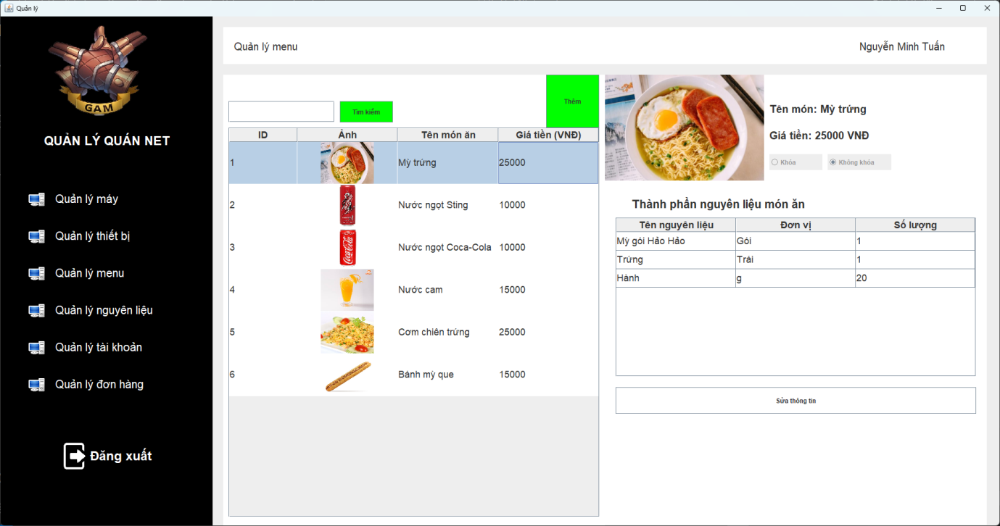 Quản lý
GAM
QUẢN LÝ QUÁN NET
Quản lý máy
Quản lý thiết bị
Quản lý menu
Quản lý nguyên liệu
Quản lý tài khoản
Quản lý đơn hàng
Đăng xuất
Quản lý menu
Nguyễn Minh Tuấn
Tìm kiếm
Thêm
ID Ảnh Tên món ăn Giá tiền (VNĐ)
1 Mỳ trứng 25000
2 Nước ngọt Sting 10000
3 Coca-Cola Nước ngọt Coca-Cola 10000
4 Nước cam 15000
5 Cơm chiên trứng 25000
6 Bánh mỳ que 15000
Tên món: Mỳ trứng
Giá tiền: 25000 VNĐ
Khóa Không khóa
Thành phần nguyên liệu món ăn
Tên nguyên liệu Đơn vị Số lượng
Mỳ gói Hảo Hảo Gói 1
Trứng Trái 1
Hành g 20
Sửa thông tin